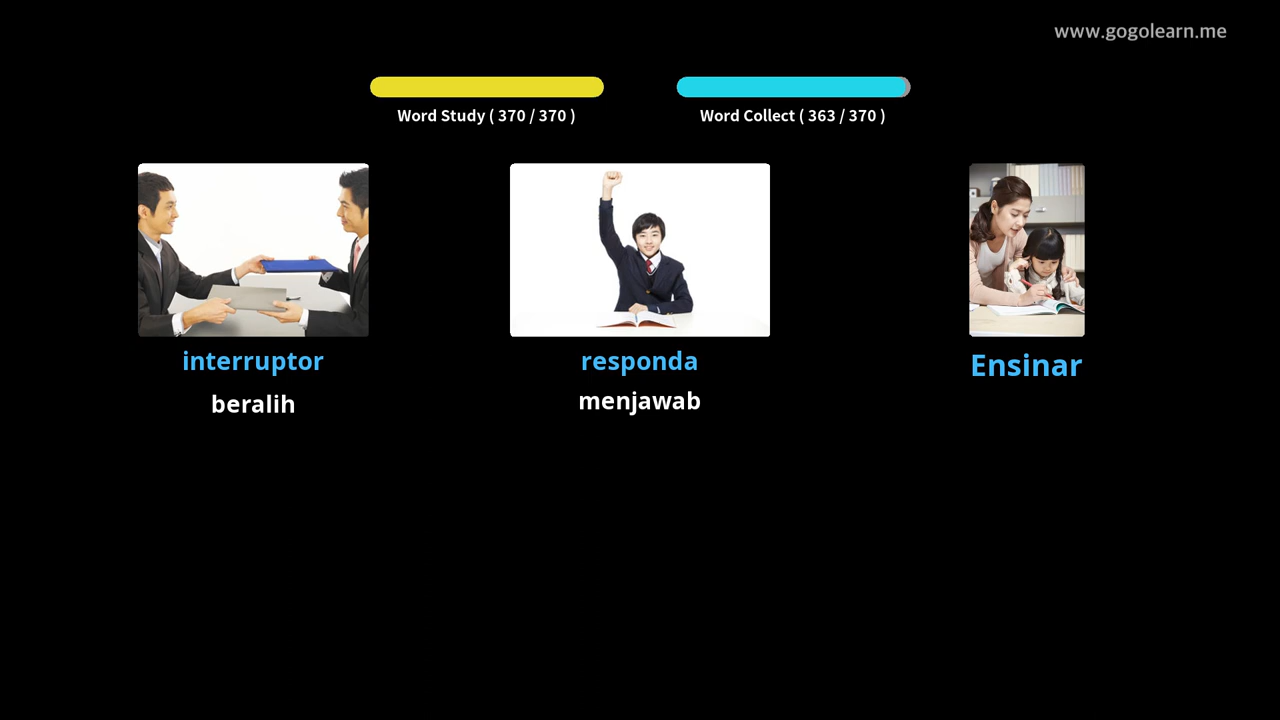 www.gogolearn.me
Word Study ( 370 / 370 )
Word Collect ( 363 / 370 )
interruptor
beralih
responda
menjawab
Ensinar